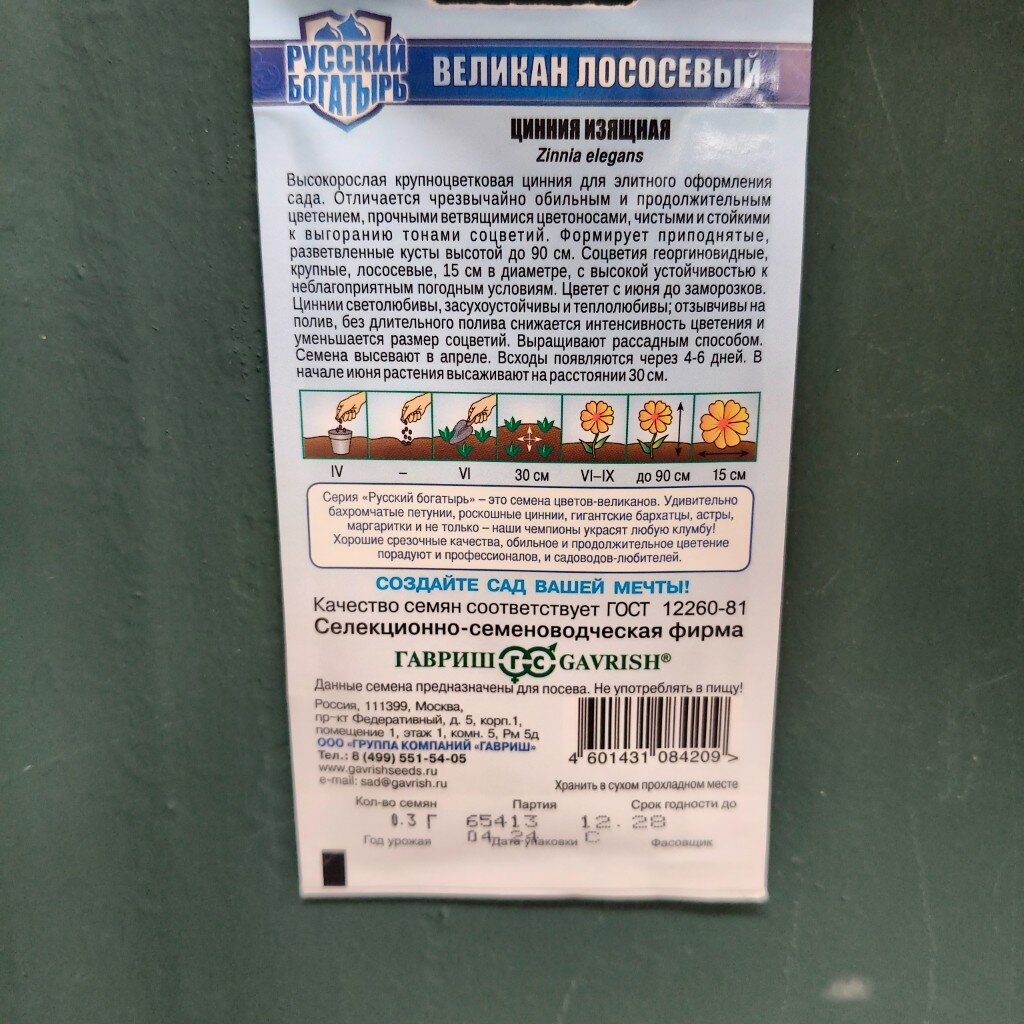 РУССКИЙ
БОГАТЫРЬ
ВЕЛИКАН ЛОСОСЕВЫЙ
ЦИННИЯ ИЗЯЩНАЯ
Zinnia elegans
Высокорослая крупноцветковая цинния для элитного оформления
сада. Отличается чрезвычайно обильным и продолжительным
цветением, прочными ветвящимися цветоносами, чистыми и стойкими
к выгоранию тонами соцветий. Формирует приподнятые,
разветвленные кусты высотой до 90 см. Соцветия георгиновидные,
крупные, лососевые, 15 см в диаметре, с высокой устойчивостью к
неблагоприятным погодным условиям. Цветет с июня до заморозков.
Циннии светолюбивы, засухоустойчивы и теплолюбивы; отзывчивы на
полив, без длительного полива снижается интенсивность цветения и
уменьшается размер соцветий. Выращивают рассадным способом.
Семена высевают в апреле. Всходы появляются через 4-6 дней. В
начале июня растения высаживают на расстоянии 30 см.
IV – VI 30 см VI–IX до 90 см 15 см
Серия «Русский богатырь» – это семена цветов-великанов. Удивительно
бахромчатые петунии, роскошные циннии, гигантские бархатцы, астры,
маргаритки и не только – наши чемпионы украсят любую клумбу!
Хорошие срезочные качества, обильное и продолжительное цветение
порадуют и профессионалов, и садоводов-любителей.
СОЗДАЙТЕ САД ВАШЕЙ МЕЧТЫ!
Качество семян соответствует ГОСТ 12260-81
Селекционно-семеноводческая фирма
ГАВРИШ Г-С GAVRISH®
Данные семена предназначены для посева. Не употреблять в пищу!
Россия, 111399, Москва,
пр-кт Федеративный, д. 5, корп.1,
помещение 1, этаж 1, комн. 5, Рм 5д
ООО «ГРУППА КОМПАНИЙ «ГАВРИШ»
Тел.: 8 (499) 551-54-05
www.gavrishseeds.ru
e-mail: sad@gavrish.ru
4 601431 084209 >
Хранить в сухом прохладном месте
Кол-во семян Партия Срок годности до
0.3 Г 65413 12.28
04.24 С
Год урожая Дата упаковки Фасовщик